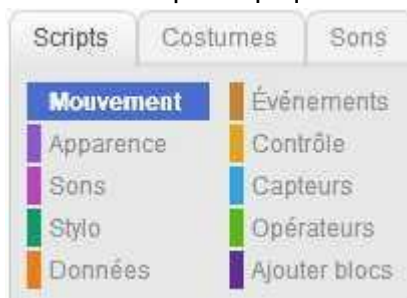 Scripts Costumes Sons
Mouvement Événements
Apparence Contrôle
Sons Capteurs
Stylo Opérateurs
Données Ajouter blocs